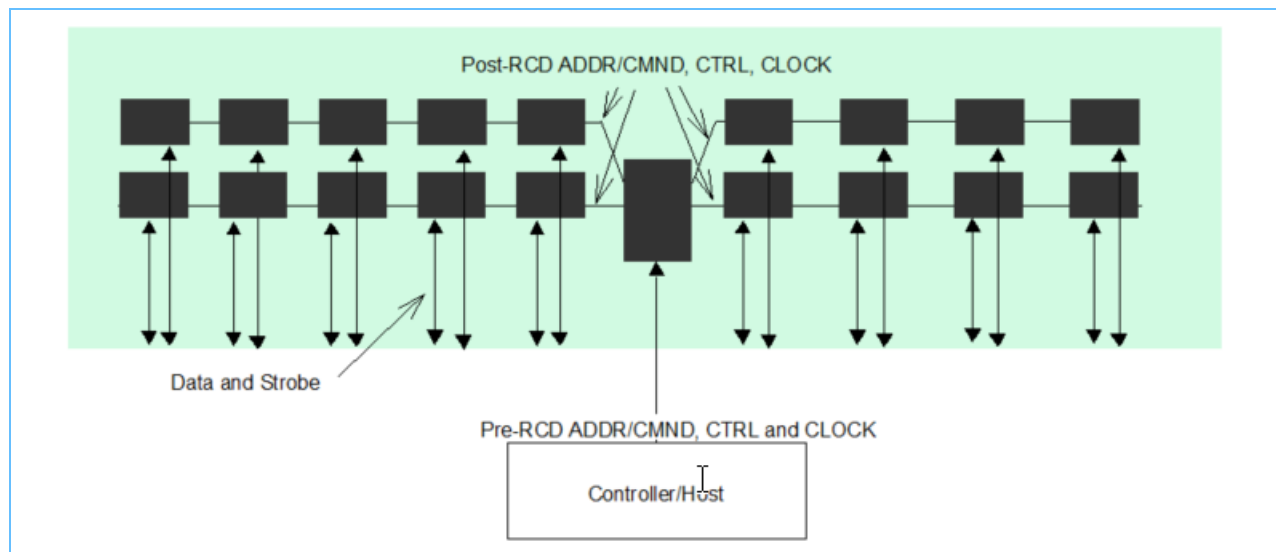 Post-RCD ADDR/CMND, CTRL, CLOCK
Data and Strobe
Pre-RCD ADDR/CMND, CTRL and CLOCK
Controller/Host